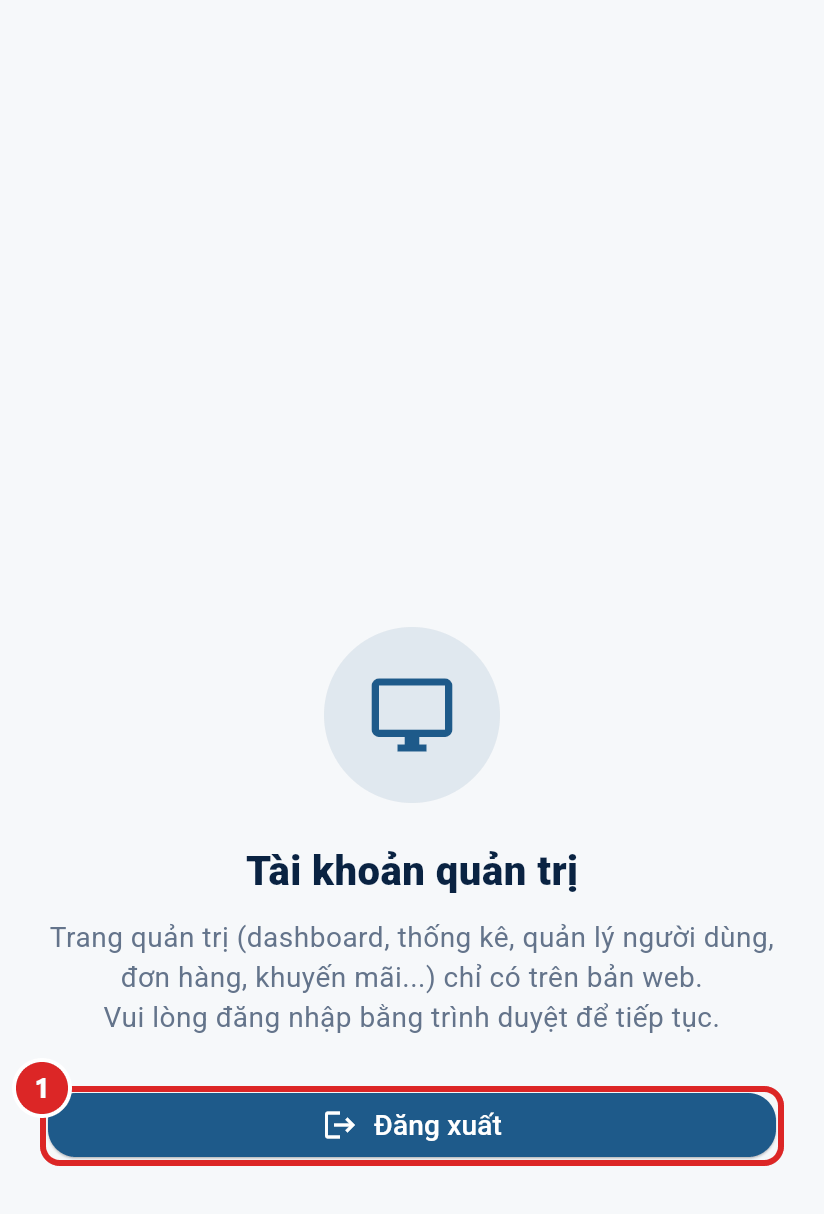 Tài khoản quản trị
Trang quản trị (dashboard, thống kê, quản lý người dùng,
đơn hàng, khuyến mãi...) chỉ có trên bản web.
Vui lòng đăng nhập bằng trình duyệt để tiếp tục.
1
Đăng xuất